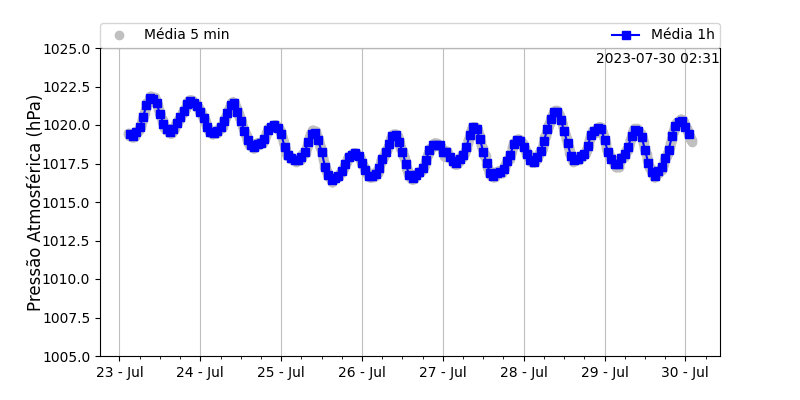 Média 5 min
Média 1h
2023-07-30 02:31
Pressão Atmosférica (hPa)
1025.0
1022.5
1020.0
1017.5
1015.0
1012.5
1010.0
1007.5
1005.0
23 - Jul
24 - Jul
25 - Jul
26 - Jul
27 - Jul
28 - Jul
29 - Jul
30 - Jul